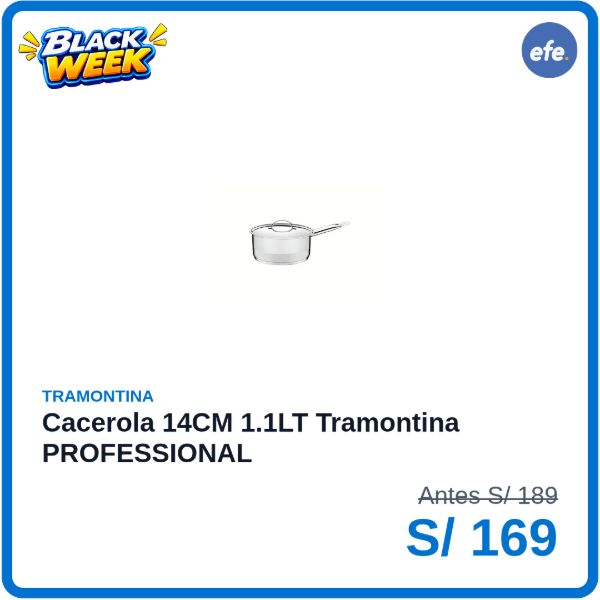 BLACK
WEEK
efe.
TRAMONTINA
Cacerola 14CM 1.1LT Tramontina
PROFESSIONAL
Antes S/ 189
S/ 169